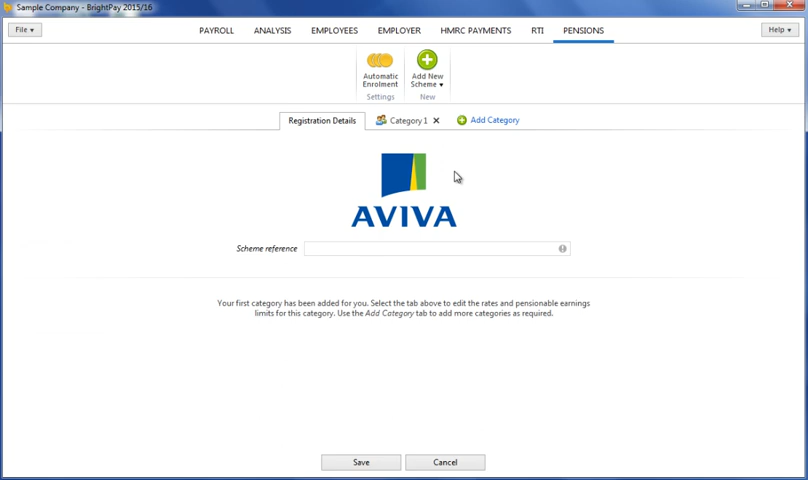 Sample Company - BrightPay 2015/16
File
PAYROLL ANALYSIS EMPLOYEES EMPLOYER HMRC PAYMENTS RTI PENSIONS
Help
Automatic
Enrolment
Settings
Add New
Scheme
New
Registration Details
Category 1
Add Category
AVIVA
Scheme reference
Your first category has been added for you. Select the tab above to edit the rates and pensionable earnings
limits for this category. Use the Add Category tab to add more categories as required.
Save
Cancel